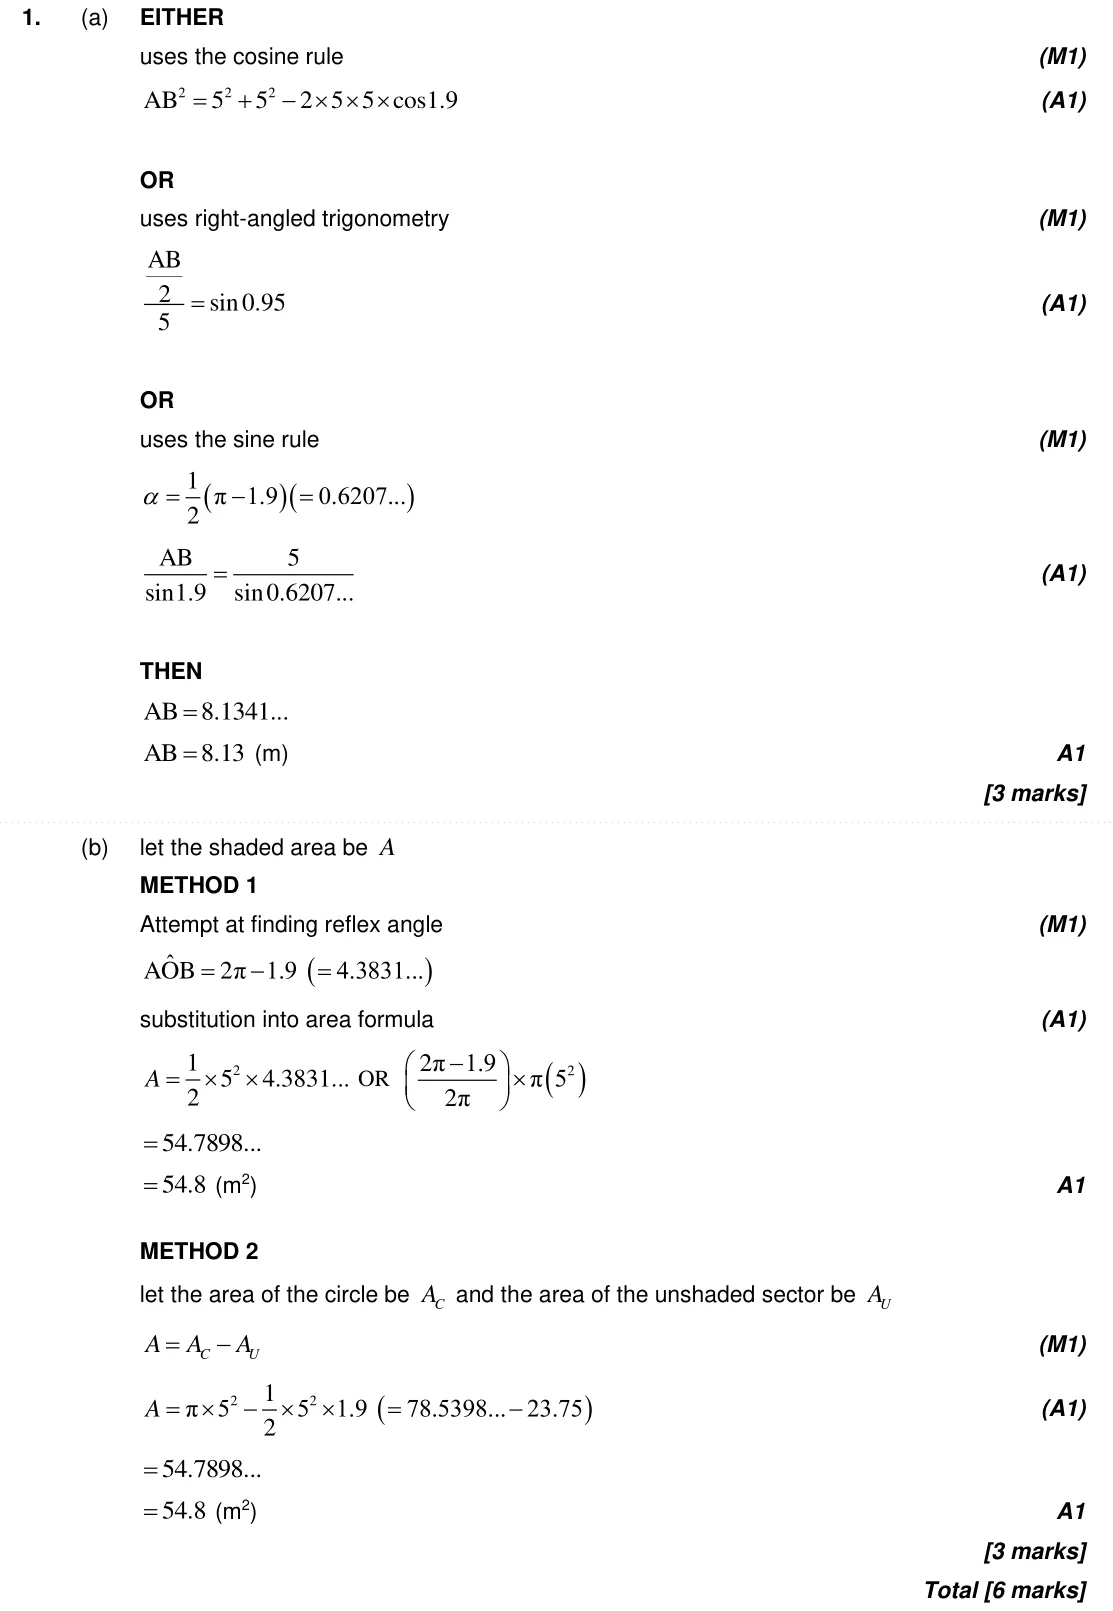 1. (a) EITHER
uses the cosine rule (M1)
AB² = 5² + 5² − 2×5×5×cos1.9 (A1)
OR
uses right-angled trigonometry (M1)
AB
2
5
= sin 0.95 (A1)
OR
uses the sine rule (M1)
α = 1/2 (π − 1.9)(= 0.6207...)
AB/sin1.9 = 5/sin 0.6207... (A1)
THEN
AB = 8.1341...
AB = 8.13 (m) A1
[3 marks]
(b) let the shaded area be A
METHOD 1
Attempt at finding reflex angle (M1)
AÔB = 2π − 1.9 (= 4.3831...)
substitution into area formula (A1)
A = 1/2 × 5² × 4.3831... OR ((2π − 1.9)/2π) × π(5²)
= 54.7898...
= 54.8 (m²) A1
METHOD 2
let the area of the circle be A_C and the area of the unshaded sector be A_U
A = A_C − A_U (M1)
A = π × 5² − 1/2 × 5² × 1.9 (= 78.5398... − 23.75) (A1)
= 54.7898...
= 54.8 (m²) A1
[3 marks]
Total [6 marks]